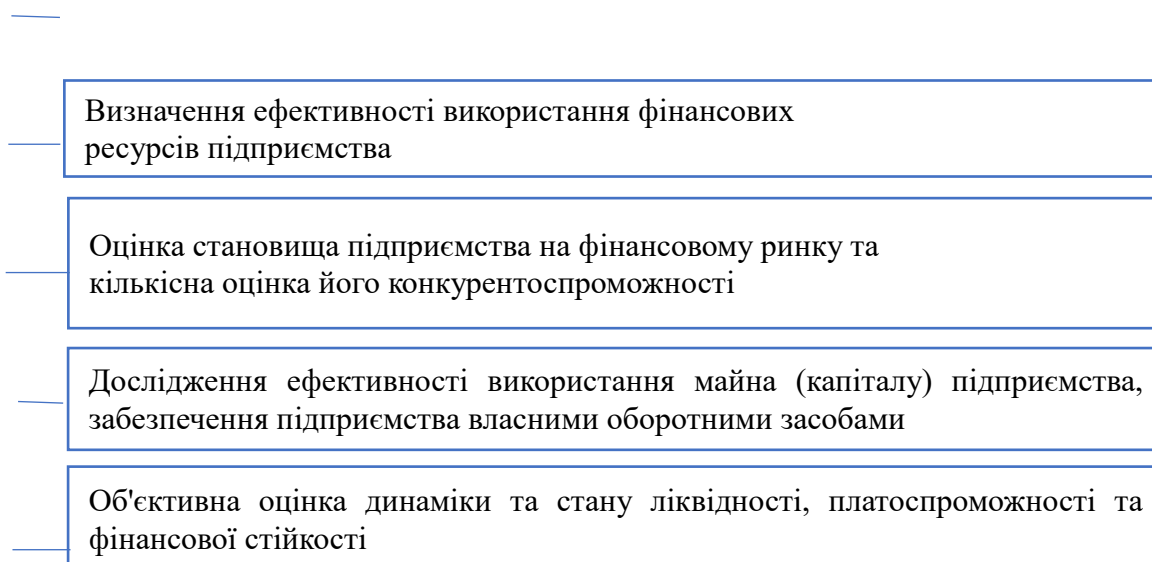 Визначення ефективності використання фінансових
ресурсів підприємства
Оцінка становища підприємства на фінансовому ринку та
кількісна оцінка його конкурентоспроможності
Дослідження ефективності використання майна (капіталу) підприємства,
забезпечення підприємства власними оборотними засобами
Об'єктивна оцінка динаміки та стану ліквідності, платоспроможності та
фінансової стійкості